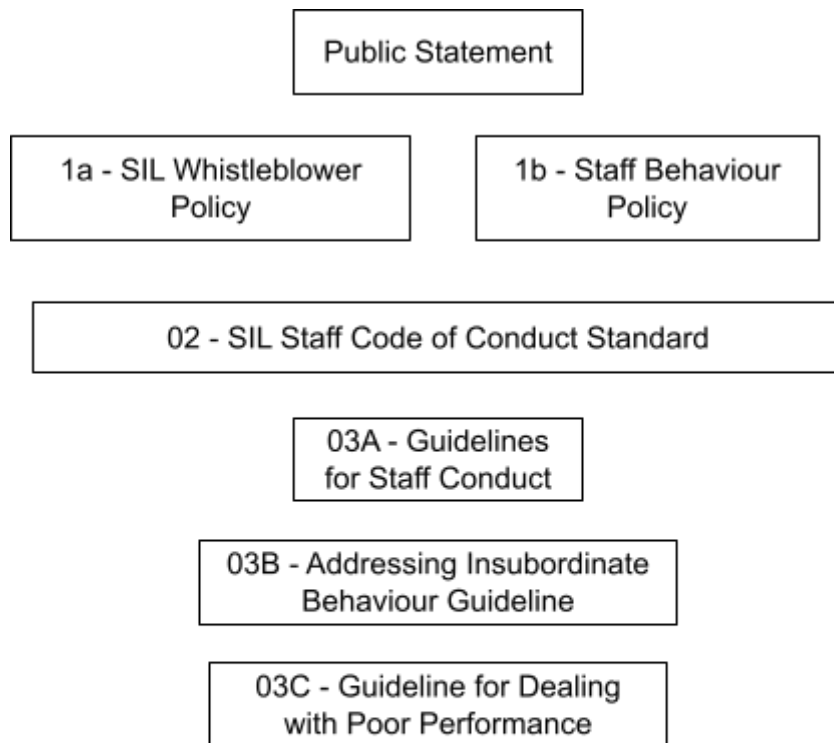 Public Statement
1a - SIL Whistleblower
Policy
1b - Staff Behaviour
Policy
02 - SIL Staff Code of Conduct Standard
03A - Guidelines
for Staff Conduct
03B - Addressing Insubordinate
Behaviour Guideline
03C - Guideline for Dealing
with Poor Performance